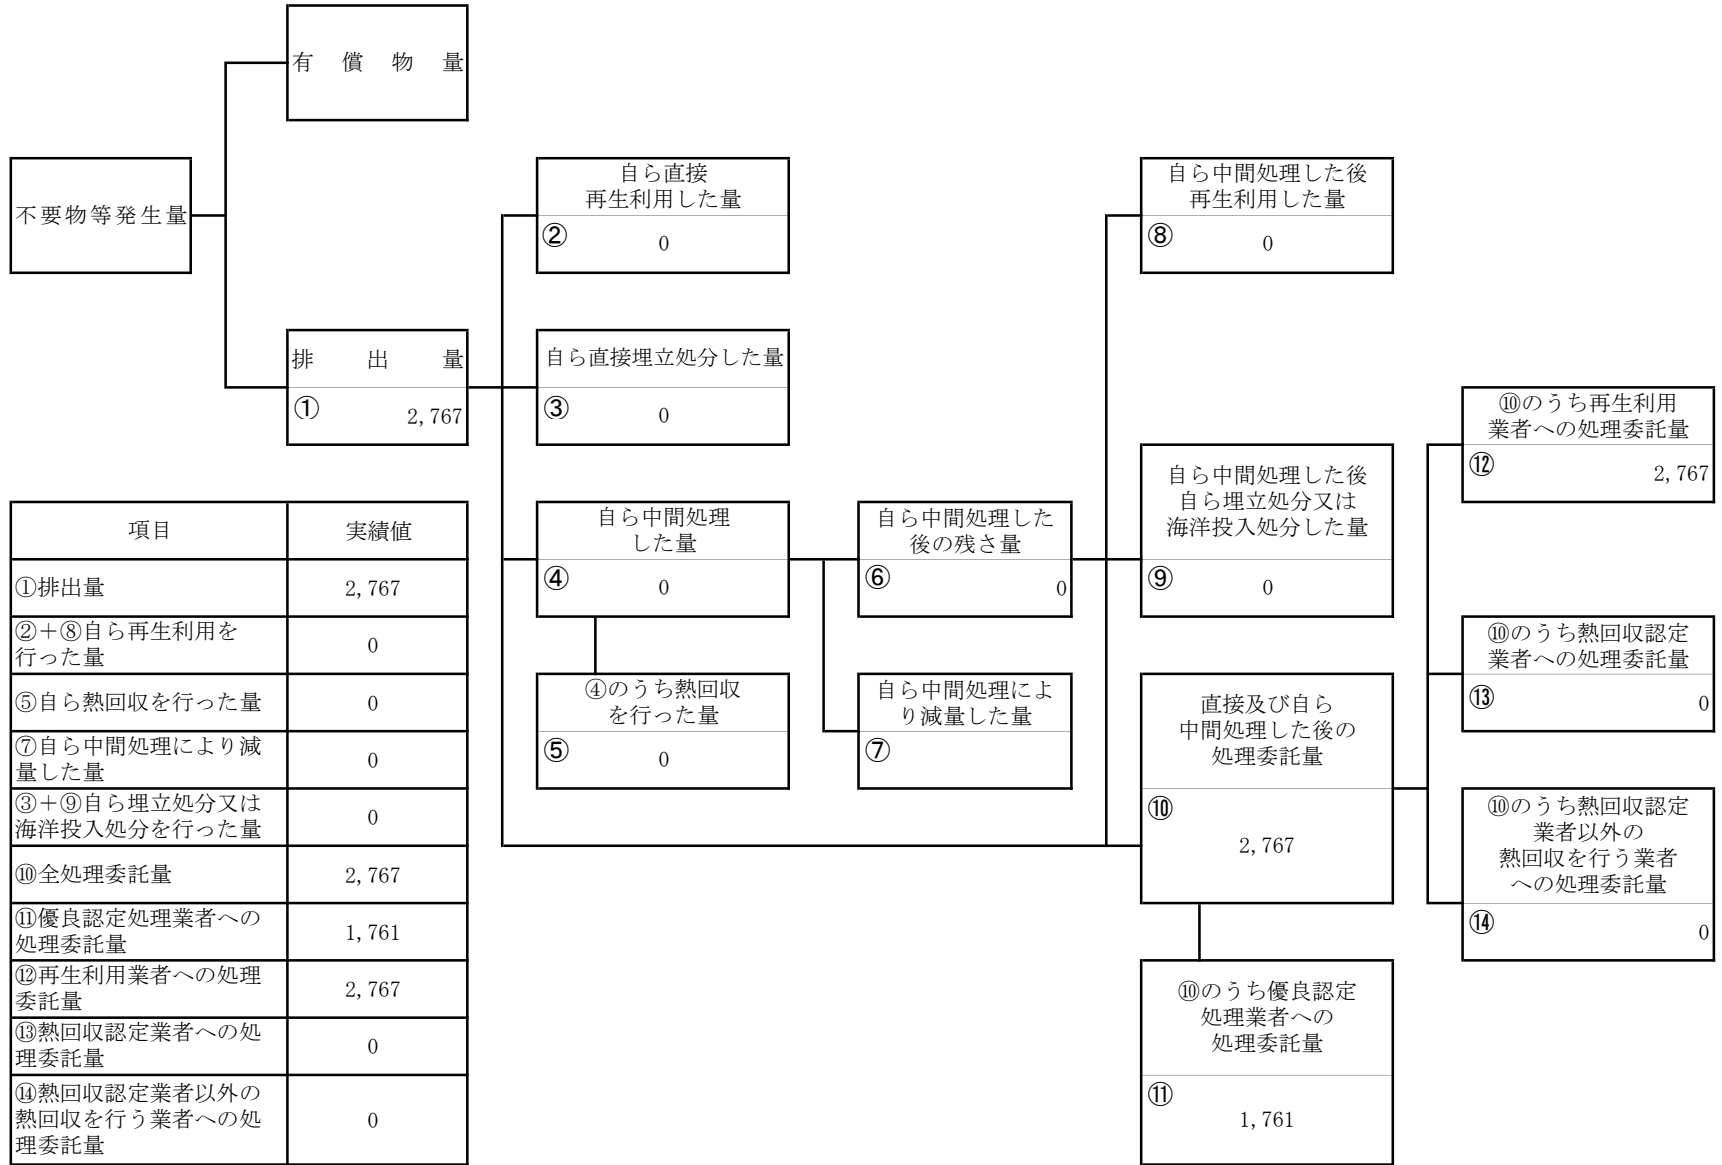 有償物量
不要物等発生量
排出量
①
2,767
自ら直接
再生利用した量
②
0
自ら直接埋立処分した量
③
0
自ら中間処理
した量
④
0
④のうち熱回収
を行った量
⑤
0
自ら中間処理した
後の残さ量
⑥
0
自ら中間処理によ
り減量した量
⑦
自ら中間処理した後
再生利用した量
⑧
0
自ら中間処理した後
自ら埋立処分又は
海洋投入処分した量
⑨
0
直接及び自ら
中間処理した後の
処理委託量
⑩
2,767
⑩のうち優良認定
処理業者への
処理委託量
⑪
1,761
⑩のうち再生利用
業者への処理委託量
⑫
2,767
⑩のうち熱回収認定
業者への処理委託量
⑬
0
⑩のうち熱回収認定
業者以外の
熱回収を行う業者
への処理委託量
⑭
0
項目 実績値
①排出量 2,767
②＋⑧自ら再生利用を
行った量 0
⑤自ら熱回収を行った量 0
⑦自ら中間処理により減
量した量 0
③＋⑨自ら埋立処分又は
海洋投入処分を行った量 0
⑩全処理委託量 2,767
⑪優良認定処理業者への
処理委託量 1,761
⑫再生利用業者への処理
委託量 2,767
⑬熱回収認定業者への処
理委託量 0
⑭熱回収認定業者以外の
熱回収を行う業者への処
理委託量 0